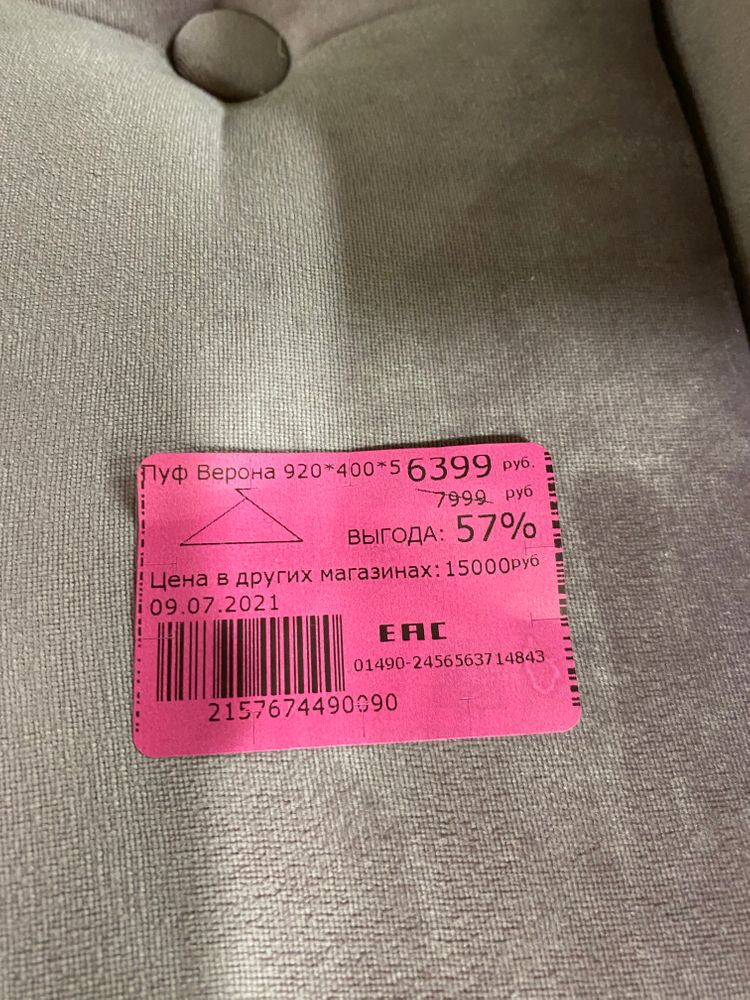 Пуф Верона 920*400*5 6399 руб.
7999 руб
ВЫГОДА: 57%
Цена в других магазинах: 15000руб
09.07.2021
ЕАС
01490-2456563714843
2157674490090